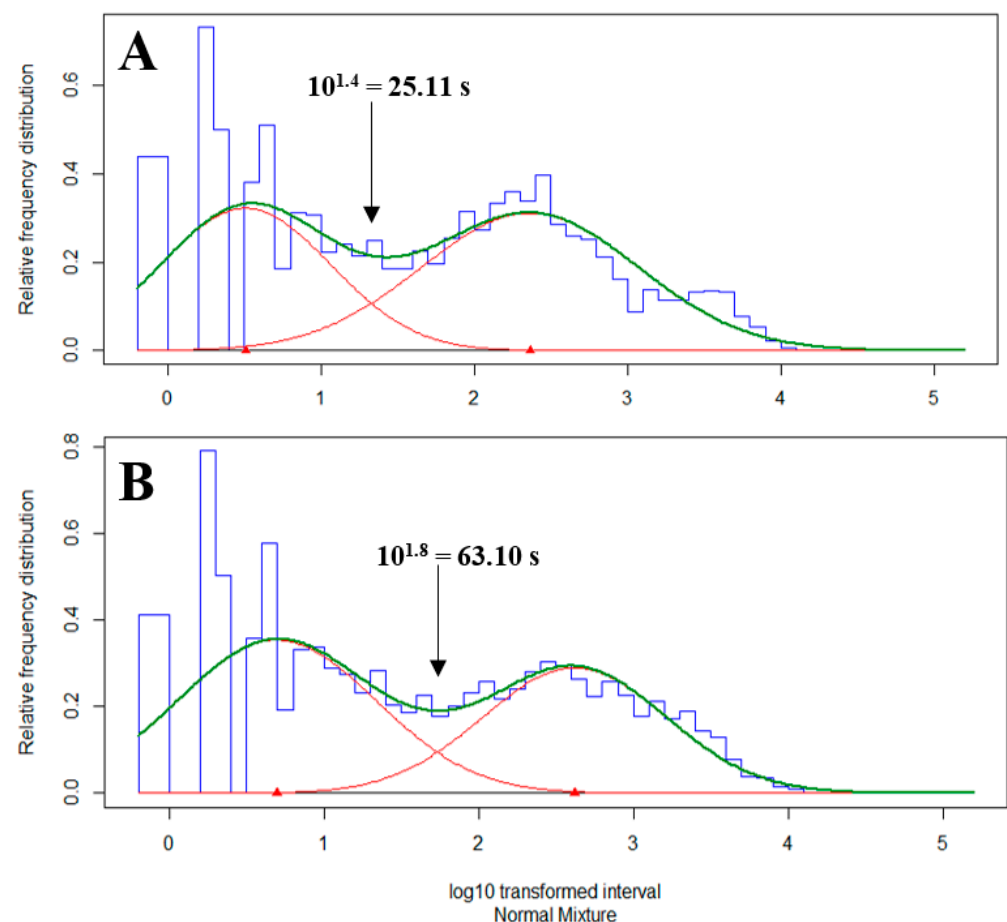 A
10^1.4 = 25.11 s
Relative frequency distribution
0.6
0.4
0.2
0.0
0 1 2 3 4 5
B
10^1.8 = 63.10 s
Relative frequency distribution
0.8
0.6
0.4
0.2
0.0
0 1 2 3 4 5
log10 transformed interval
Normal Mixture